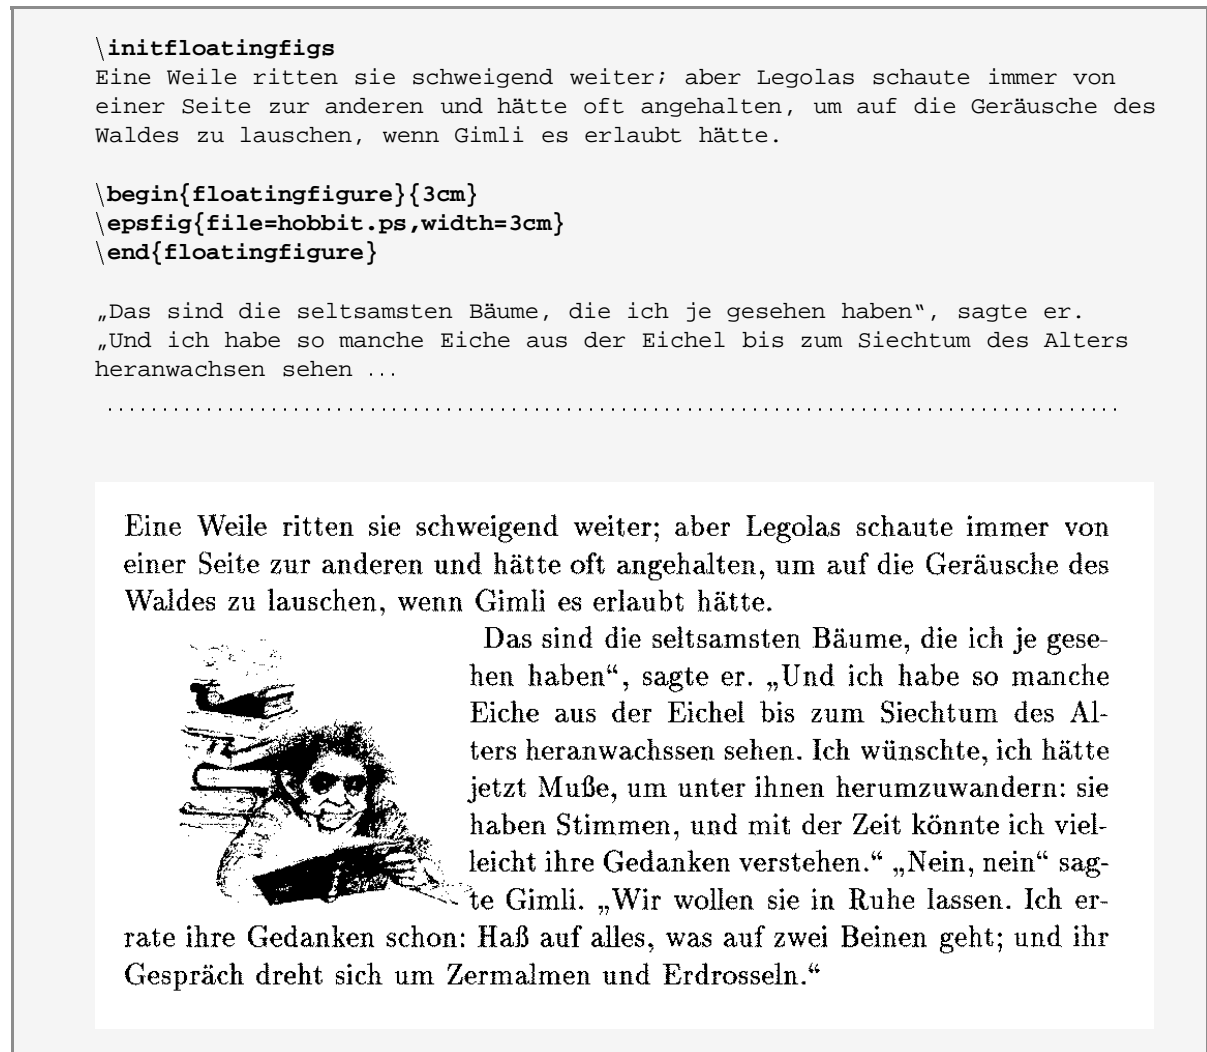 \initfloatingfigs
Eine Weile ritten sie schweigend weiter; aber Legolas schaute immer von
einer Seite zur anderen und hätte oft angehalten, um auf die Geräusche des
Waldes zu lauschen, wenn Gimli es erlaubt hätte.
\begin{floatingfigure}{3cm}
\epsfig{file=hobbit.ps,width=3cm}
\end{floatingfigure}
„Das sind die seltsamsten Bäume, die ich je gesehen haben“, sagte er.
„Und ich habe so manche Eiche aus der Eichel bis zum Siechtum des Alters
heranwachsen sehen ...
Eine Weile ritten sie schweigend weiter; aber Legolas schaute immer von
einer Seite zur anderen und hätte oft angehalten, um auf die Geräusche des
Waldes zu lauschen, wenn Gimli es erlaubt hätte.
Das sind die seltsamsten Bäume, die ich je gese-
hen haben“, sagte er. „Und ich habe so manche
Eiche aus der Eichel bis zum Siechtum des Al-
ters heranwachssen sehen. Ich wünschte, ich hätte
jetzt Muße, um unter ihnen herumzuwandern: sie
haben Stimmen, und mit der Zeit könnte ich viel-
leicht ihre Gedanken verstehen.“ „Nein, nein“ sag-
te Gimli. „Wir wollen sie in Ruhe lassen. Ich er-
rate ihre Gedanken schon: Haß auf alles, was auf zwei Beinen geht; und ihr
Gespräch dreht sich um Zermalmen und Erdrosseln.“